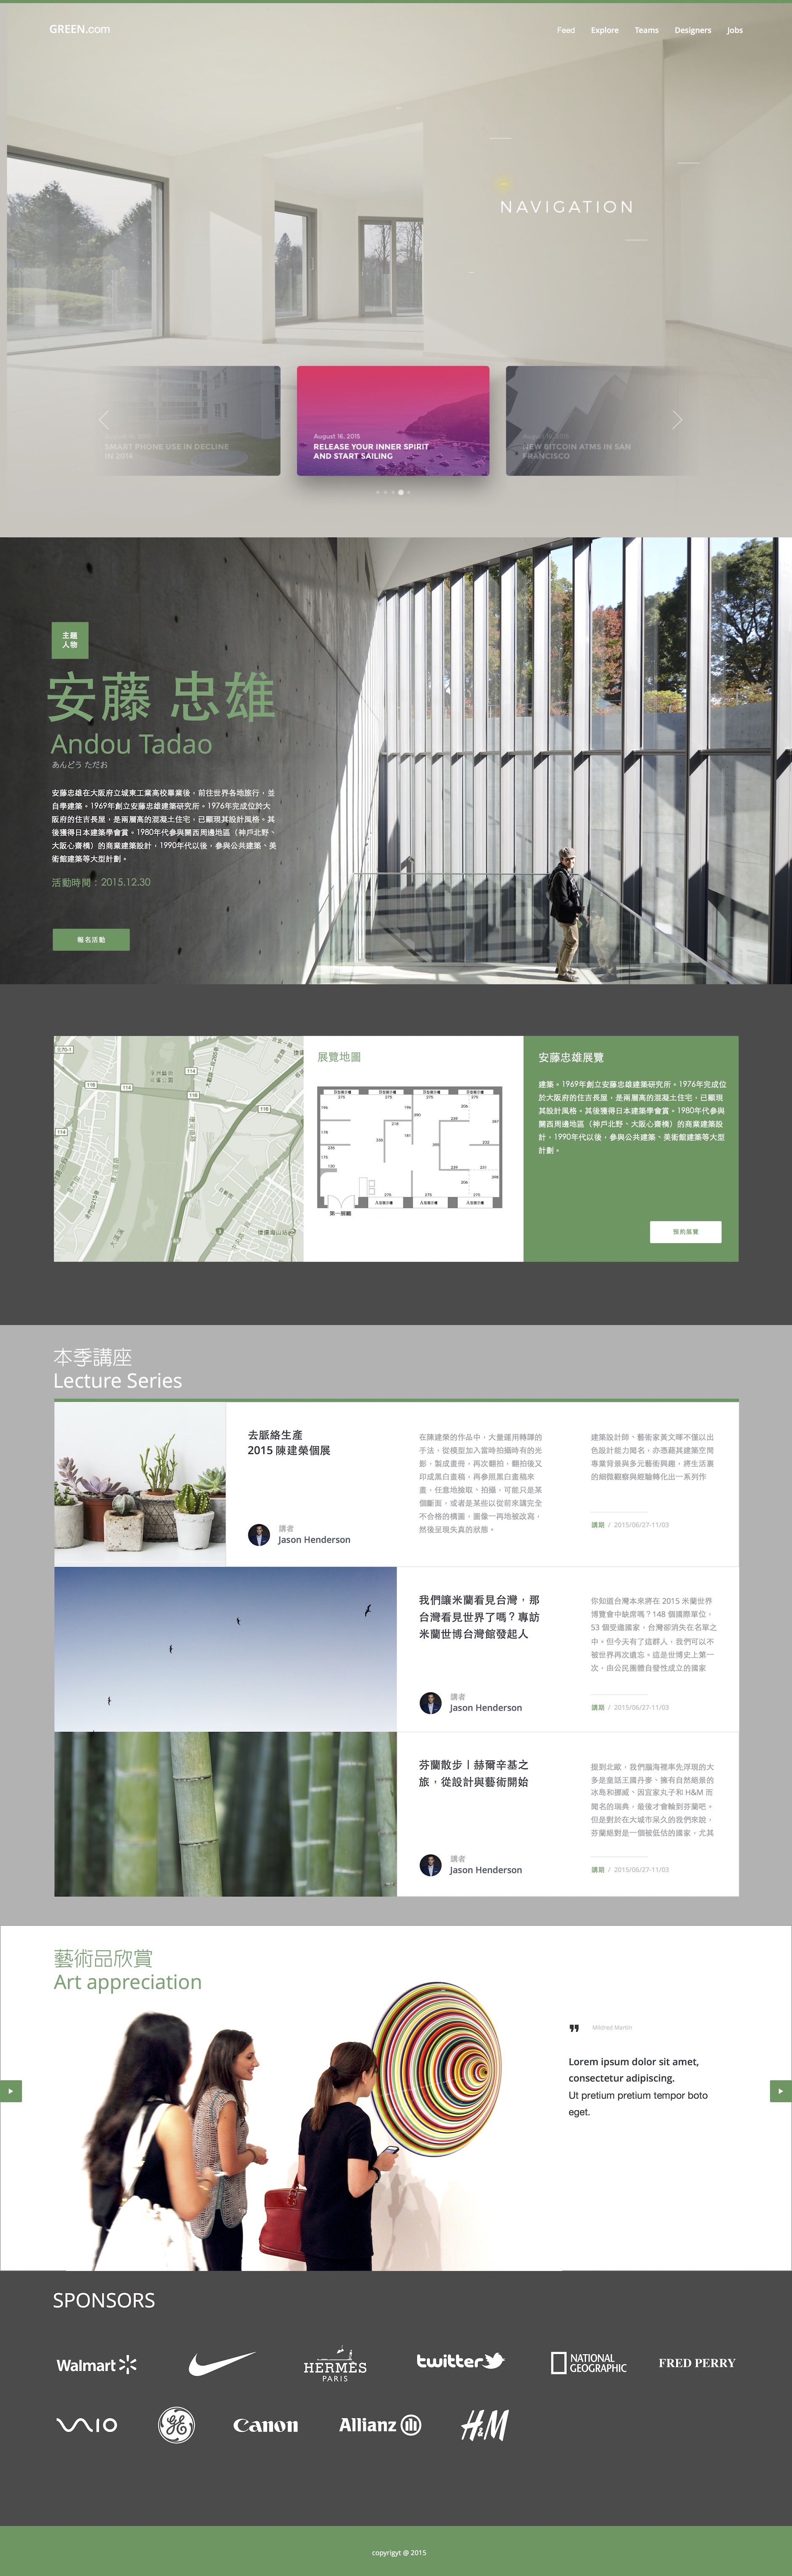 GREEN.com
Feed Explore Teams Designers Jobs
NAVIGATION
SMART PHONE USE IN DECLINE
IN 2014
August 16, 2015
RELEASE YOUR INNER SPIRIT
AND START SAILING
NEW BITCOIN ATMS IN SAN
FRANCISCO
主題
人物
安藤 忠雄
Andou Tadao
あんどう ただお
安藤忠雄在大阪府立城東工業高校畢業後，前往世界各地旅行，並
自學建築。1969年創立安藤忠雄建築研究所。1976年完成位於大
阪府的住吉長屋，是兩層高的混凝土住宅，已顯現其設計風格。其
後獲得日本建築學會賞。1980年代參與關西周邊地區（神戶北野、
大阪心齋橋）的商業建築設計，1990年代以後，參與公共建築、美
術館建築等大型計劃。
活動時間：2015.12.30
報名活動
展覽地圖
第一展廳
安藤忠雄展覽
建築。1969年創立安藤忠雄建築研究所。1976年完成位
於大阪府的住吉長屋，是兩層高的混凝土住宅，已顯現
其設計風格。其後獲得日本建築學會賞。1980年代參與
關西周邊地區（神戶北野、大阪心齋橋）的商業建築設
計，1990年代以後，參與公共建築、美術館建築等大型
計劃。
預約展覽
本季講座
Lecture Series
去脈絡生產
2015 陳建榮個展
講者
Jason Henderson
在陳建榮的作品中，大量運用轉譯的
手法，從模型加入當時拍攝時有的光
影，製成畫冊，再次翻拍，翻拍後又
印成黑白畫稿，再參照黑白畫稿來
畫，任意地擷取、拍攝，可能只是某
個斷面，或者是某些以從前來講完全
不合格的構圖，圖像一再地被改寫，
然後呈現失真的狀態。
建築設計師、藝術家黃文暉不僅以出
色設計能力聞名，亦憑藉其建築空間
專業背景與多元藝術興趣，將生活裏
的細微觀察與經驗轉化出一系列作
講期 / 2015/06/27-11/03
我們讓米蘭看見台灣，那
台灣看見世界了嗎？專訪
米蘭世博台灣館發起人
講者
Jason Henderson
你知道台灣本來將在 2015 米蘭世界
博覽會中缺席嗎？148 個國際單位，
53 個受邀國家，台灣卻消失在名單之
中。但今天有了這群人，我們可以不
被世界再次遺忘。這是世博史上第一
次，由公民團體自發性成立的國家
講期 / 2015/06/27-11/03
芬蘭散步｜赫爾辛基之
旅，從設計與藝術開始
講者
Jason Henderson
提到北歐，我們腦海裡率先浮現的大
多是童話王國丹麥、擁有自然絕景的
冰島和挪威、因宜家丸子和 H&M 而
聞名的瑞典，最後才會輪到芬蘭吧。
但是對於在大城市呆久的我們來說，
芬蘭絕對是一個被低估的國家，尤其
講期 / 2015/06/27-11/03
藝術品欣賞
Art appreciation
Mildred Martin
Lorem ipsum dolor sit amet,
consectetur adipiscing.
Ut pretium pretium tempor boto
eget.
SPONSORS
Walmart
HERMÈS
PARIS
twitter
NATIONAL
GEOGRAPHIC
FRED PERRY
VAIO
GE
Canon
Allianz
H&M
copyrigyt @ 2015